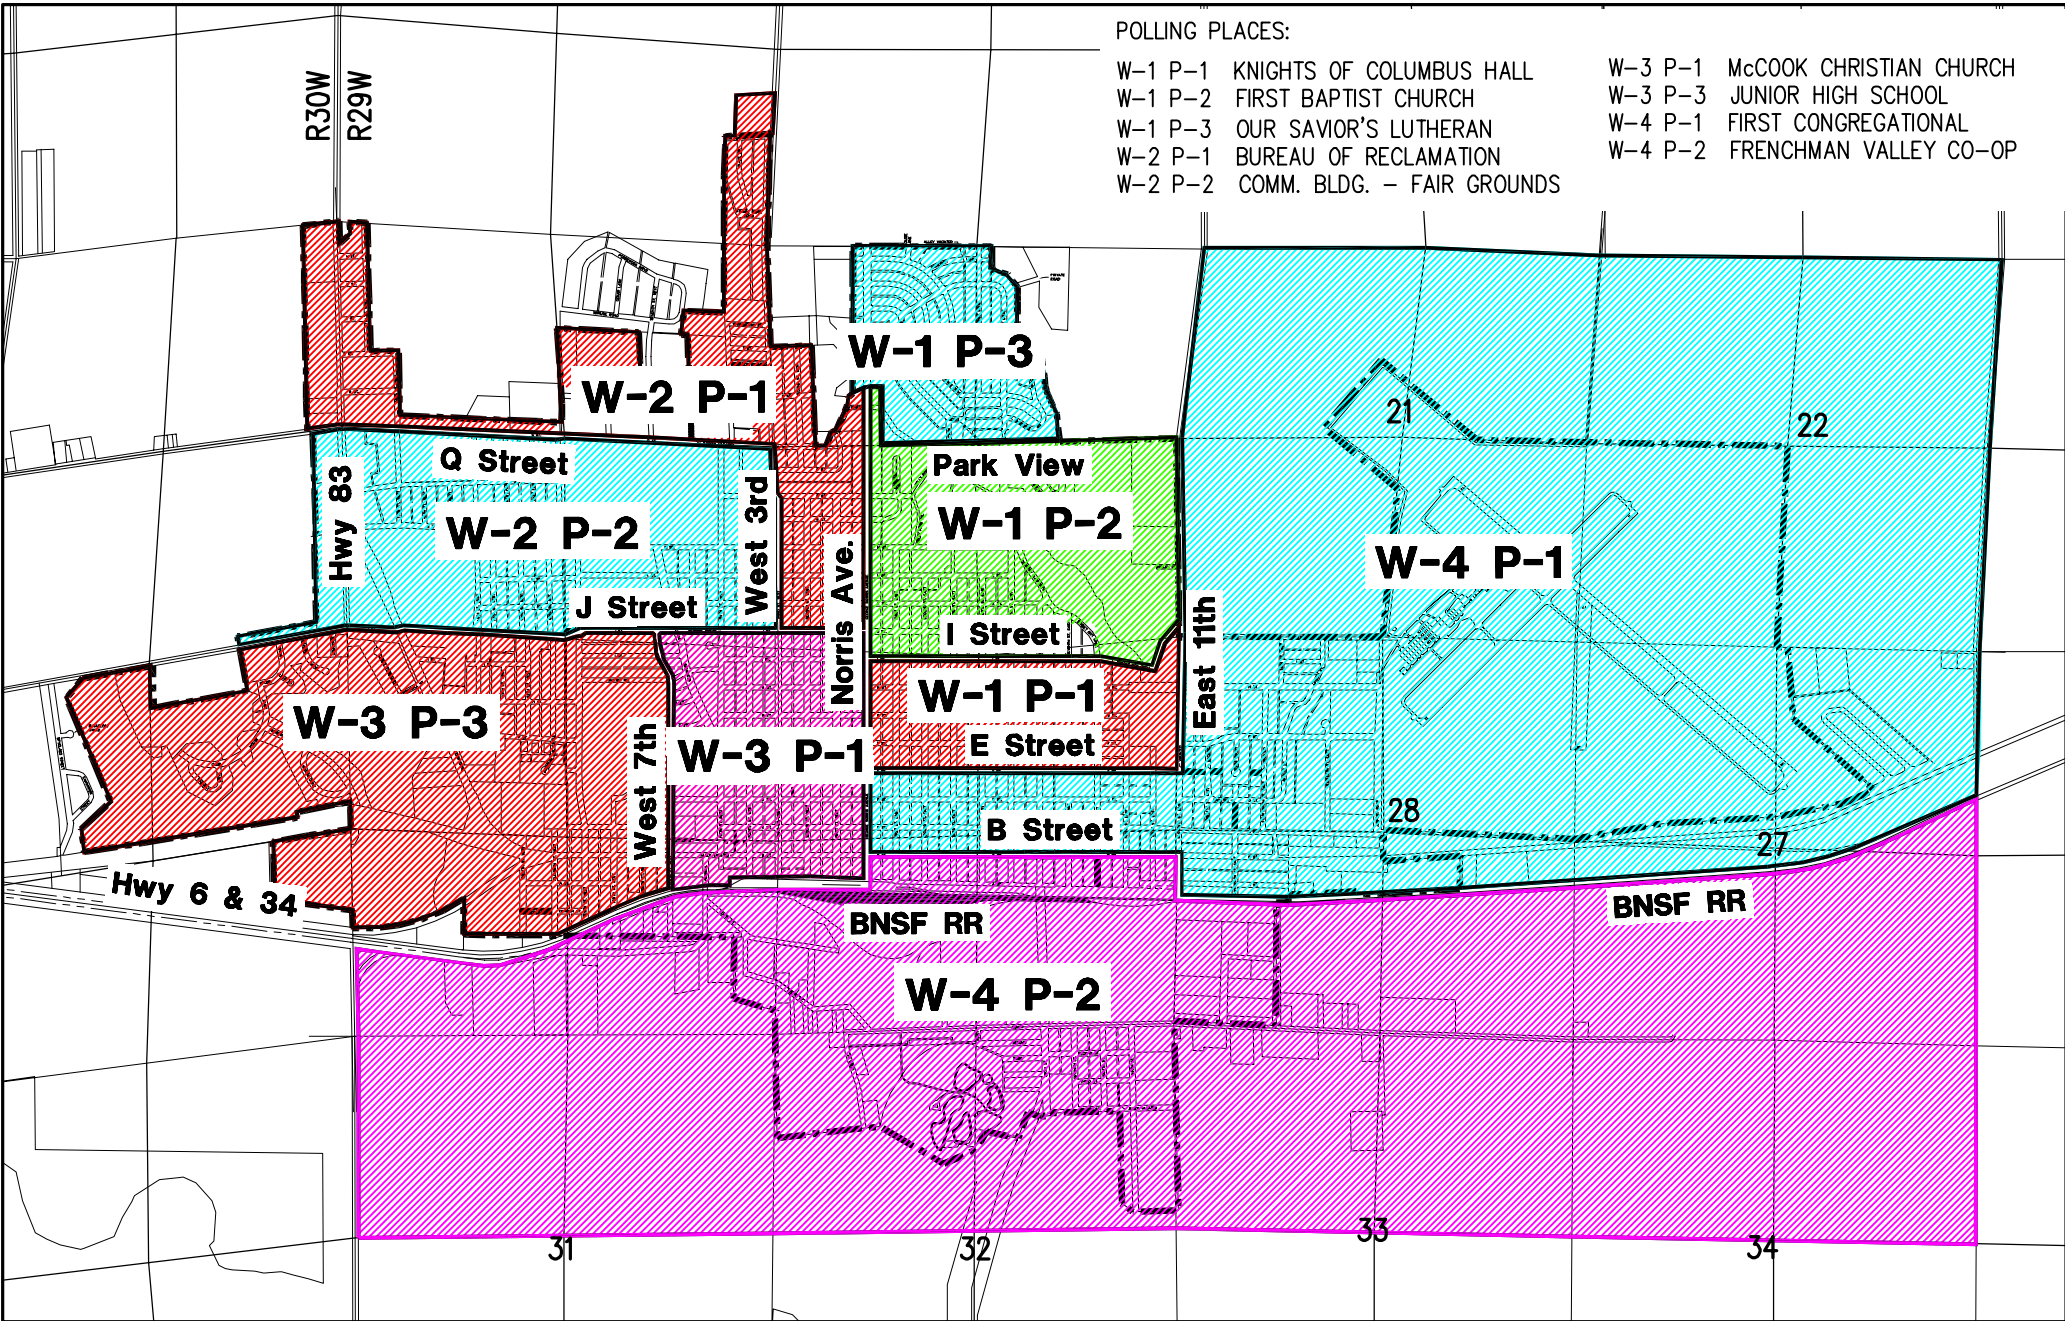 POLLING PLACES:
W-1 P-1 KNIGHTS OF COLUMBUS HALL
W-1 P-2 FIRST BAPTIST CHURCH
W-1 P-3 OUR SAVIOR'S LUTHERAN
W-2 P-1 BUREAU OF RECLAMATION
W-2 P-2 COMM. BLDG. - FAIR GROUNDS
W-3 P-1 McCOOK CHRISTIAN CHURCH
W-3 P-3 JUNIOR HIGH SCHOOL
W-4 P-1 FIRST CONGREGATIONAL
W-4 P-2 FRENCHMAN VALLEY CO-OP
R30W
R29W
W-1 P-3
W-2 P-1
21
22
Q Street
Park View
Hwy 83
West 3rd
W-2 P-2
W-1 P-2
W-4 P-1
Norris Ave.
J Street
I Street
East 11th
W-3 P-3
W-1 P-1
West 7th
W-3 P-1
E Street
B Street
28
27
Hwy 6 & 34
BNSF RR
BNSF RR
W-4 P-2
31
32
33
34